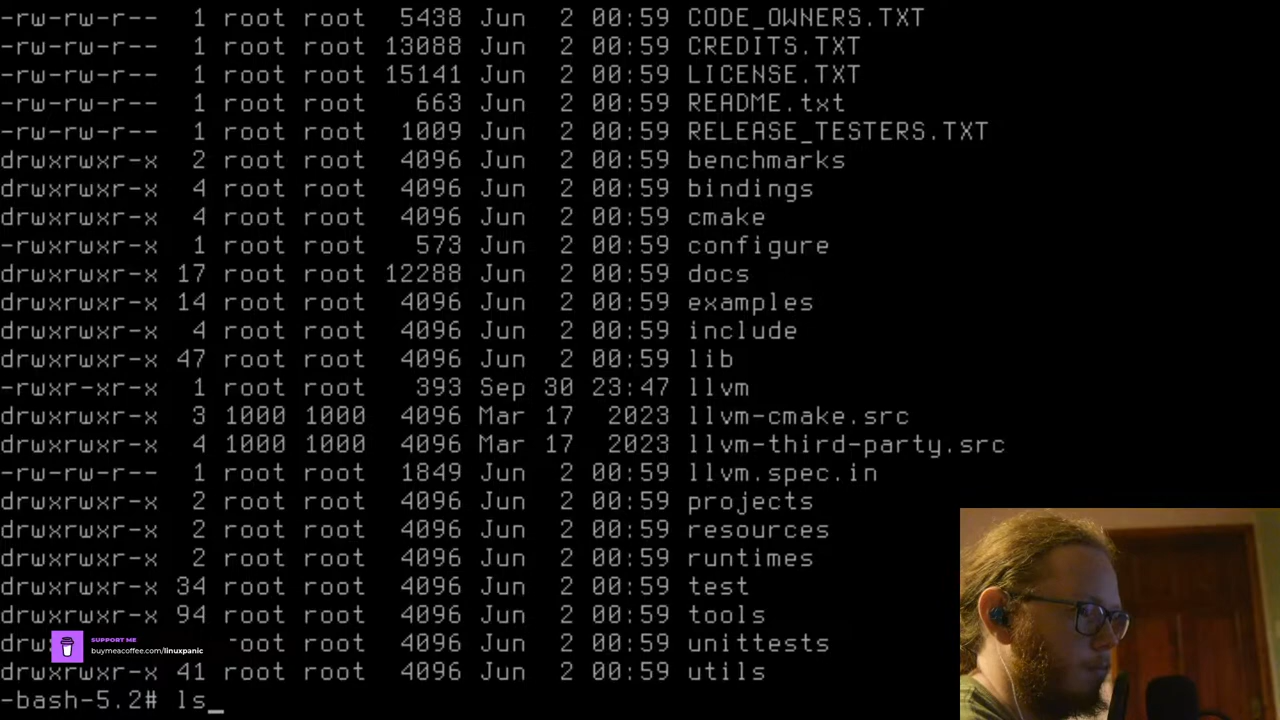 -rw-rw-r-- 1 root root 5438 Jun 2 00:59 CODE_OWNERS.TXT
-rw-rw-r-- 1 root root 13088 Jun 2 00:59 CREDITS.TXT
-rw-rw-r-- 1 root root 15141 Jun 2 00:59 LICENSE.TXT
-rw-rw-r-- 1 root root 663 Jun 2 00:59 README.txt
-rw-rw-r-- 1 root root 1009 Jun 2 00:59 RELEASE_TESTERS.TXT
drwxrwxr-x 2 root root 4096 Jun 2 00:59 benchmarks
drwxrwxr-x 4 root root 4096 Jun 2 00:59 bindings
drwxrwxr-x 4 root root 4096 Jun 2 00:59 cmake
-rwxrwxr-x 1 root root 573 Jun 2 00:59 configure
drwxrwxr-x 17 root root 12288 Jun 2 00:59 docs
drwxrwxr-x 14 root root 4096 Jun 2 00:59 examples
drwxrwxr-x 4 root root 4096 Jun 2 00:59 include
drwxrwxr-x 47 root root 4096 Jun 2 00:59 lib
-rwxr-xr-x 1 root root 393 Sep 30 23:47 llvm
drwxrwxr-x 3 1000 1000 4096 Mar 17 2023 llvm-cmake.src
drwxrwxr-x 4 1000 1000 4096 Mar 17 2023 llvm-third-party.src
-rw-rw-r-- 1 root root 1849 Jun 2 00:59 llvm.spec.in
drwxrwxr-x 2 root root 4096 Jun 2 00:59 projects
drwxrwxr-x 2 root root 4096 Jun 2 00:59 resources
drwxrwxr-x 2 root root 4096 Jun 2 00:59 runtimes
drwxrwxr-x 34 root root 4096 Jun 2 00:59 test
drwxrwxr-x 94 root root 4096 Jun 2 00:59 tools
4096 Jun 2 00:59 unittests
SUPPORT ME
buymeacoffee.com/linuxpanic
drwxrwxr-x 41 root root 4096 Jun 2 00:59 utils
-bash-5.2# ls_